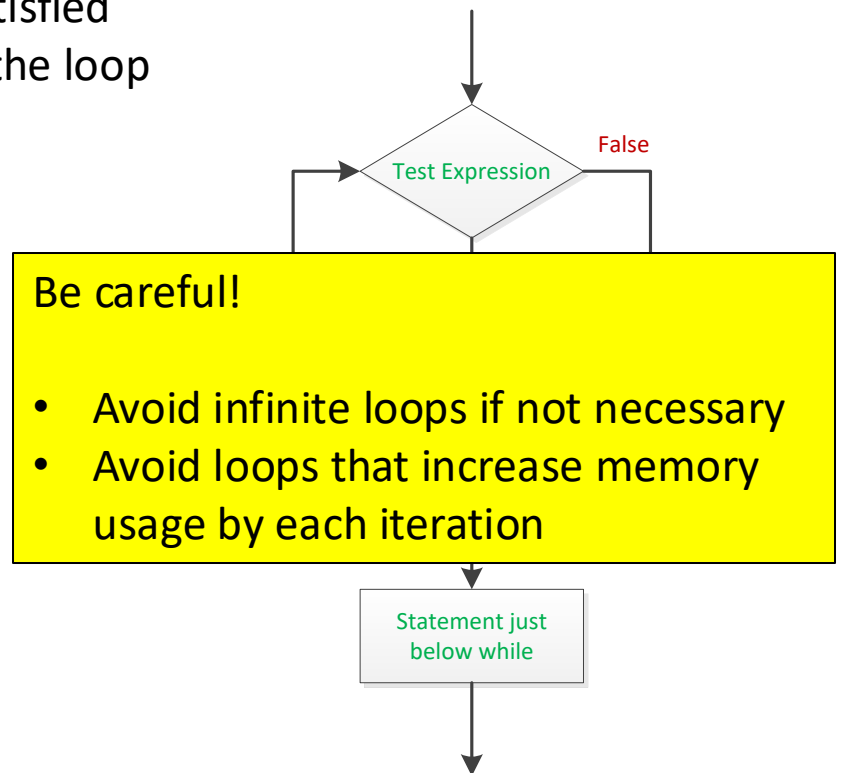 the loop
False
Test Expression
Be careful!
• Avoid infinite loops if not necessary
• Avoid loops that increase memory
usage by each iteration
Statement just
below while